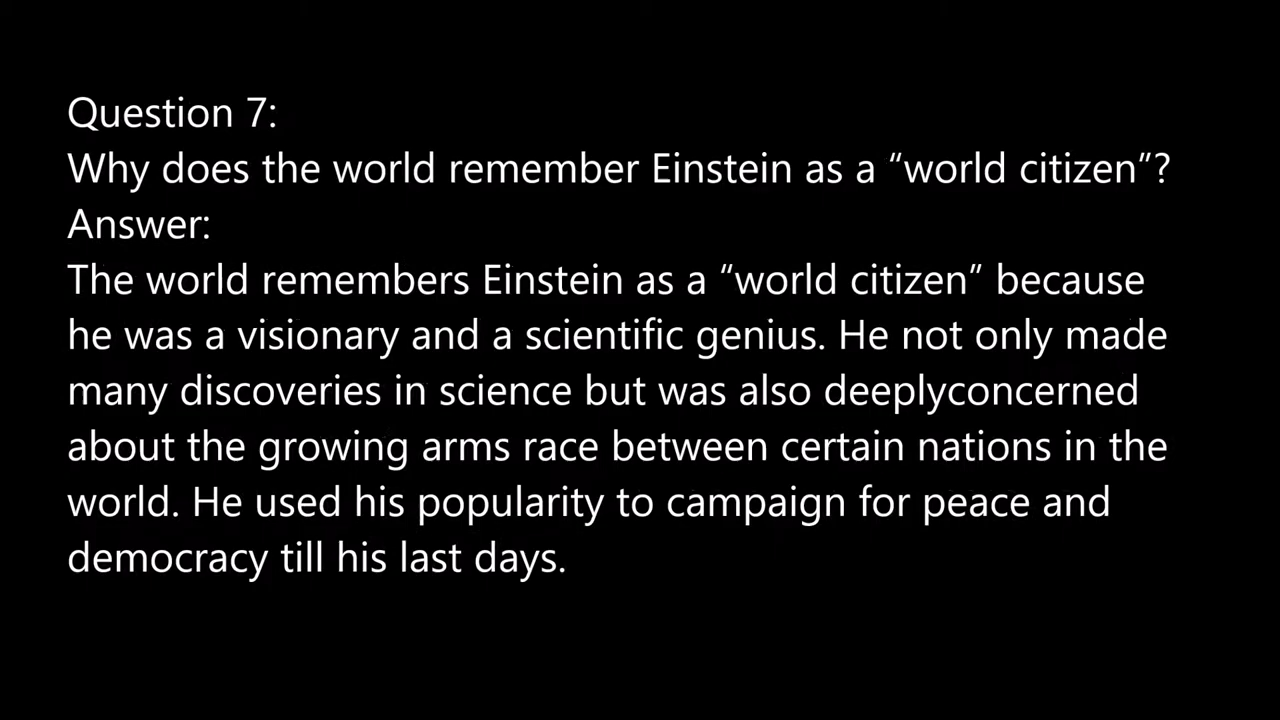 Question 7:
Why does the world remember Einstein as a “world citizen”?
Answer:
The world remembers Einstein as a “world citizen” because
he was a visionary and a scientific genius. He not only made
many discoveries in science but was also deeplyconcerned
about the growing arms race between certain nations in the
world. He used his popularity to campaign for peace and
democracy till his last days.